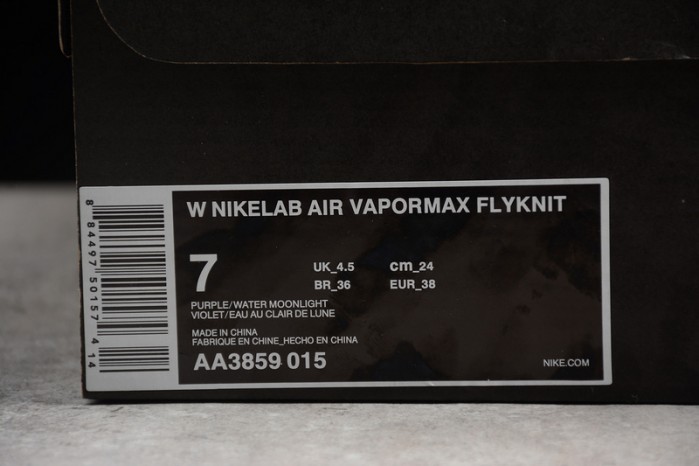 W NIKELAB AIR VAPORMAX FLYKNIT
7
UK_4.5 cm_24
BR_36 EUR_38
PURPLE/WATER MOONLIGHT
VIOLET/EAU AU CLAIR DE LUNE
MADE IN CHINA
FABRIQUE EN CHINE_HECHO EN CHINA
AA3859 015
NIKE.COM
8 84497 50157 4 14